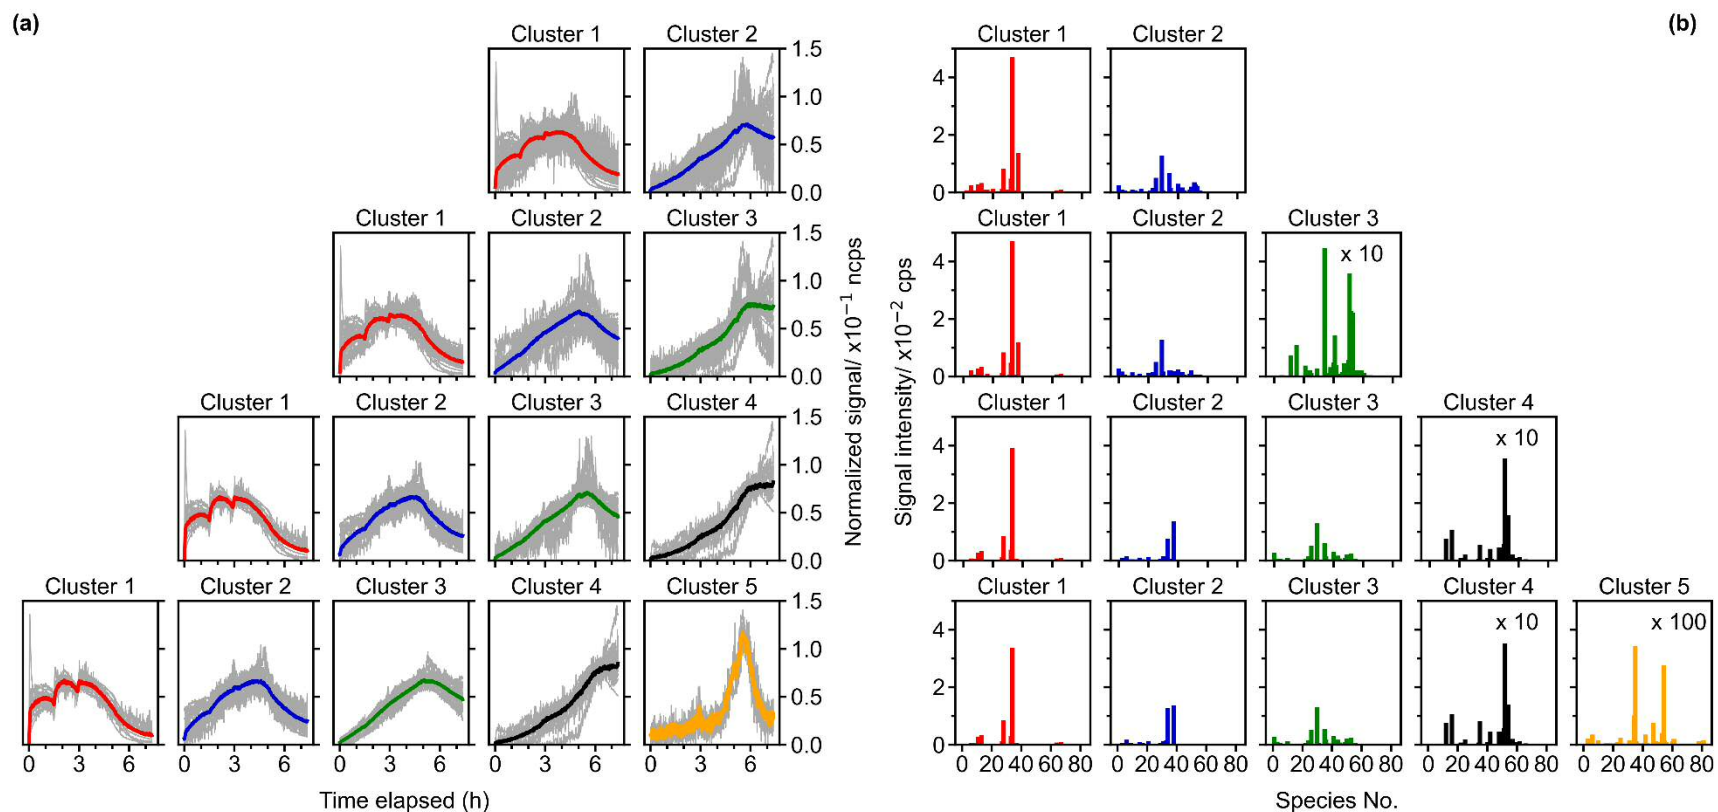 (a)
(b)
Cluster 1 Cluster 2
1.5
1.0
0.5
0.0
Cluster 1 Cluster 2
4
2
0
Cluster 1 Cluster 2 Cluster 3
1.5
1.0
0.5
0.0
Cluster 1 Cluster 2 Cluster 3
x 10
4
2
0
Cluster 1 Cluster 2 Cluster 3 Cluster 4
1.5
1.0
0.5
0.0
Cluster 1 Cluster 2 Cluster 3 Cluster 4
x 10
4
2
0
Cluster 1 Cluster 2 Cluster 3 Cluster 4 Cluster 5
1.5
1.0
0.5
0.0
0 3 6 0 3 6 0 3 6 0 3 6 0 3 6
Time elapsed (h)
Normalized signal/ x10⁻¹ ncps
Cluster 1 Cluster 2 Cluster 3 Cluster 4 Cluster 5
x 10 x 100
4
2
0
0 20 40 60 80 0 20 40 60 80 0 20 40 60 80 0 20 40 60 80 0 20 40 60 80
Species No.
Signal intensity/ x10⁻² cps